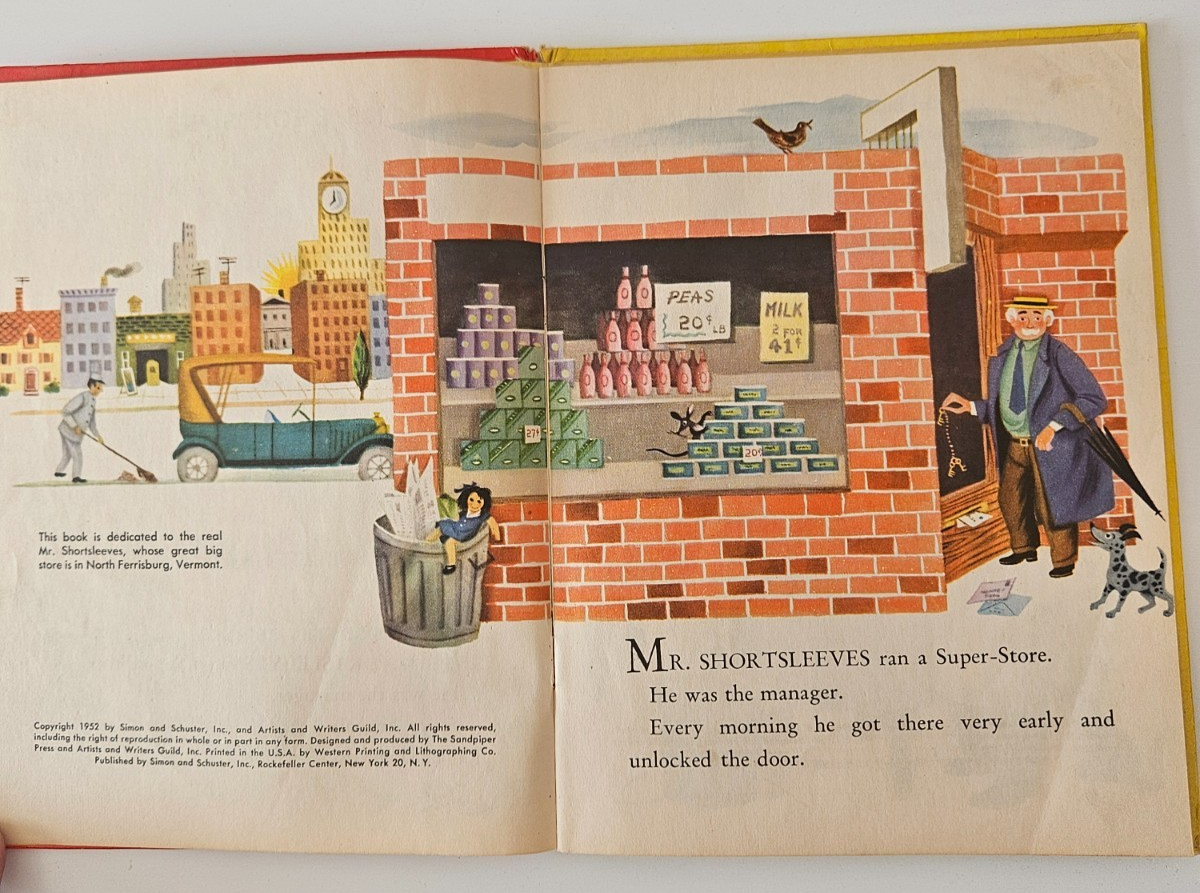 PEAS
20¢ LB
MILK
2 FOR
41¢
27¢
20¢
This book is dedicated to the real
Mr. Shortsleeves, whose great big
store is in North Ferrisburg, Vermont.
Copyright 1952 by Simon and Schuster, Inc., and Artists and Writers Guild, Inc. All rights reserved,
including the right of reproduction in whole or in part in any form. Designed and produced by The Sandpiper
Press and Artists and Writers Guild, Inc. Printed in the U.S.A. by Western Printing and Lithographing Co.
Published by Simon and Schuster, Inc., Rockefeller Center, New York 20, N. Y.
MR. SHORTSLEEVES ran a Super-Store.
He was the manager.
Every morning he got there very early and
unlocked the door.